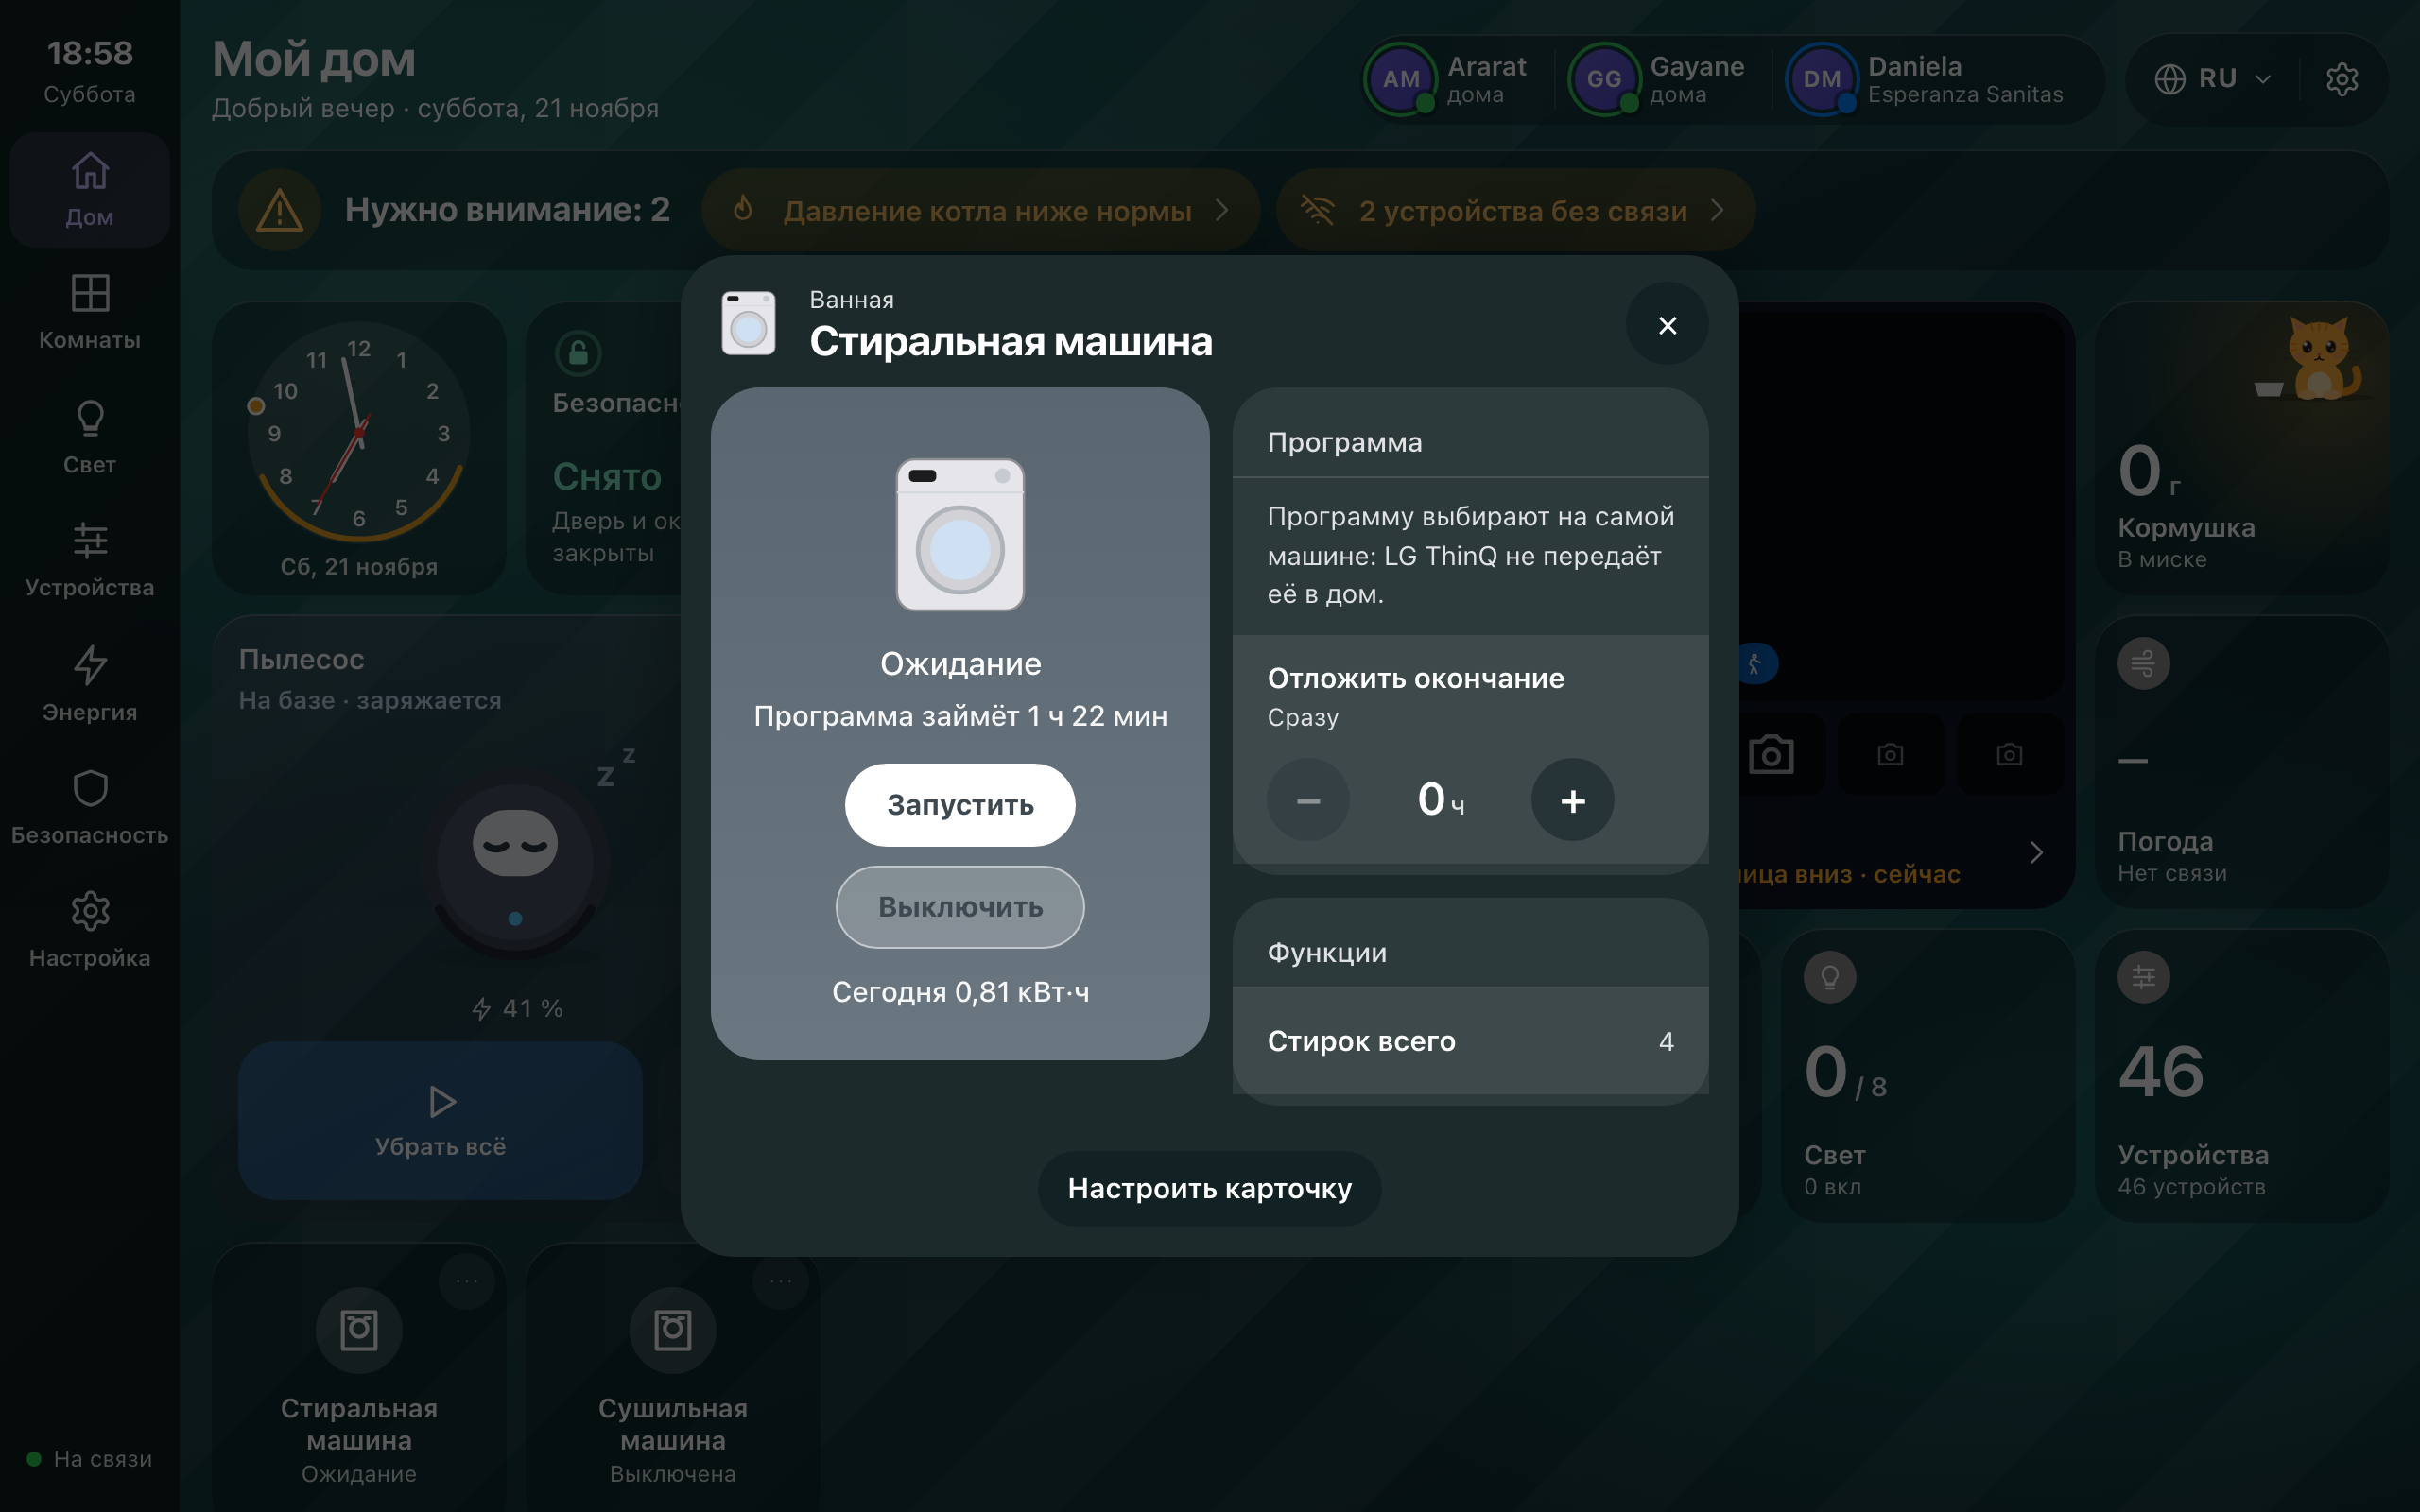 18:58
Суббота
Дом
Комнаты
Свет
Устройства
Энергия
Безопасность
Настройка
На связи
Мой дом
Добрый вечер · суббота, 21 ноября
AM
Ararat
дома
GG
Gayane
дома
DM
Daniela
Esperanza Sanitas
RU
Нужно внимание: 2
Давление котла ниже нормы
2 устройства без связи
12
1
2
3
4
5
6
7
8
9
10
11
Сб, 21 ноября
Снято
Дверь и
закрыты
Пылесос
На базе · заряжается
z
z
41 %
Убрать всё
Ванная
Стиральная машина
×
Ожидание
Программа займёт 1 ч 22 мин
Запустить
Выключить
Сегодня 0,81 кВт·ч
Программа
Программу выбирают на самой
машине: LG ThinQ не передаёт
её в дом.
Отложить окончание
Сразу
−
0 ч
+
Функции
Стирок всего
4
Настроить карточку
вниз · сейчас
0 г
Кормушка
В миске
–
Погода
Нет связи
0 / 8
Свет
0 вкл
46
Устройства
46 устройств
Стиральная
машина
Ожидание
Сушильная
машина
Выключена